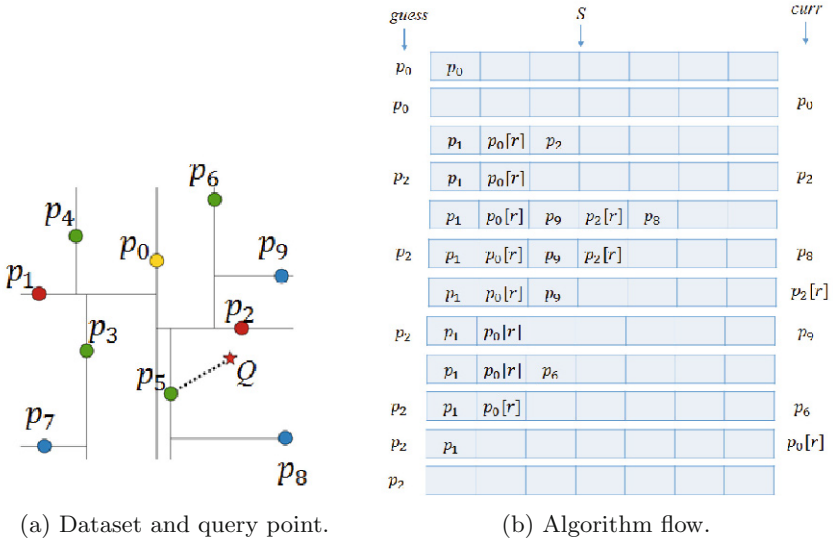 guess S curr
p₀ p₀
p₀ p₀
p₁ p₀[r] p₂
p₂ p₁ p₀[r] p₂
p₁ p₀[r] p₉ p₂[r] p₈
p₂ p₁ p₀[r] p₉ p₂[r] p₈
p₁ p₀[r] p₉ p₂[r]
p₂ p₁ p₀[r] p₉
p₁ p₀[r] p₆
p₂ p₁ p₀[r] p₆
p₂ p₁ p₀[r]
p₂
p₆
p₄
p₀ p₉
p₁
p₃ p₂
p₅ Q
p₇
p₈
(a) Dataset and query point. (b) Algorithm flow.